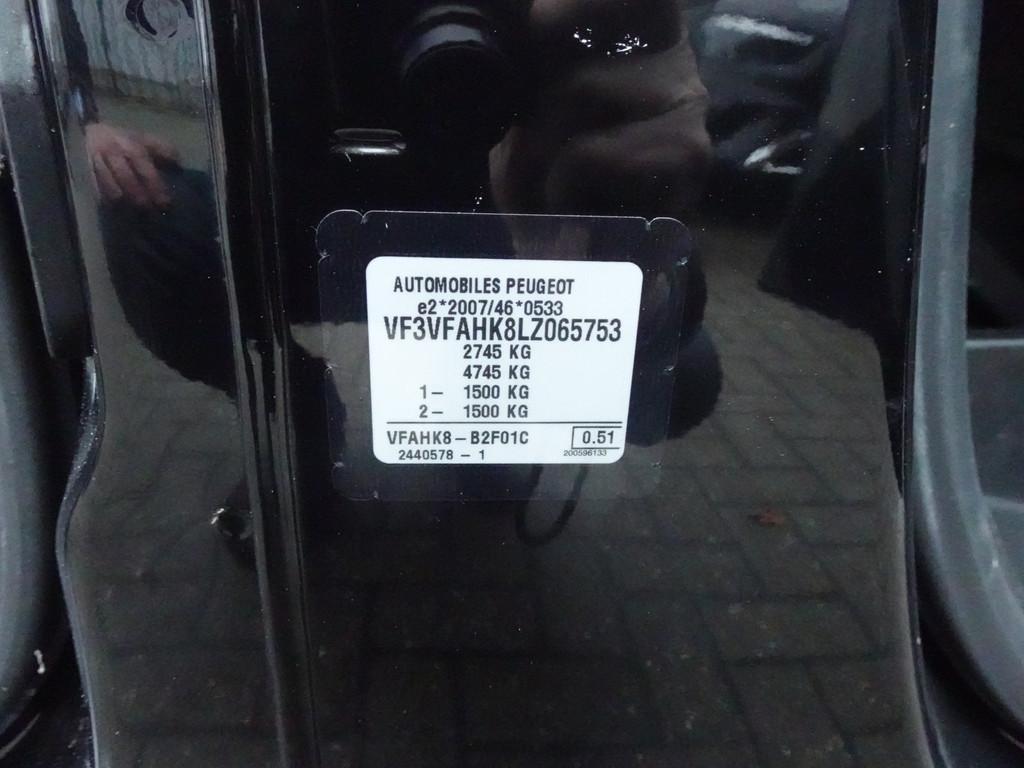 AUTOMOBILES PEUGEOT
e2*2007/46*0533
VF3VFAHK8LZ065753
2745 KG
4745 KG
1- 1500 KG
2- 1500 KG
VFAHK8-B2F01C 0.51
2440578 - 1 200596133